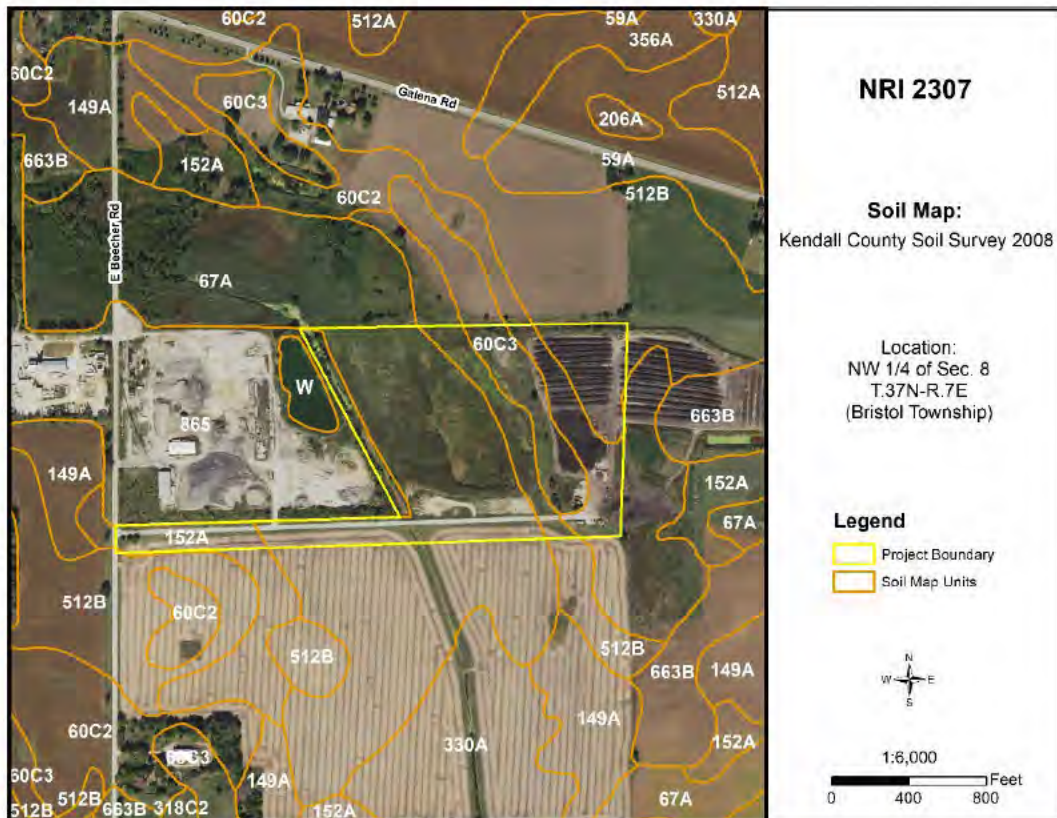 60C2
512A
59A
330A
356A
60C2
Galena Rd
60C3
149A
512A
206A
663B
152A
59A
60C2
512B
E Beecher Rd
67A
60C3
W
663B
865
149A
152A
67A
152A
60C2
512B
512B
512B
663B
149A
149A
60C2
330A
152A
60C3
60C3
149A
67A
512B
512B
663B
318C2
152A
NRI 2307
Soil Map:
Kendall County Soil Survey 2008
Location:
NW 1/4 of Sec. 8
T.37N-R.7E
(Bristol Township)
Legend
Project Boundary
Soil Map Units
N
W
E
S
1:6,000
Feet
0
400
800